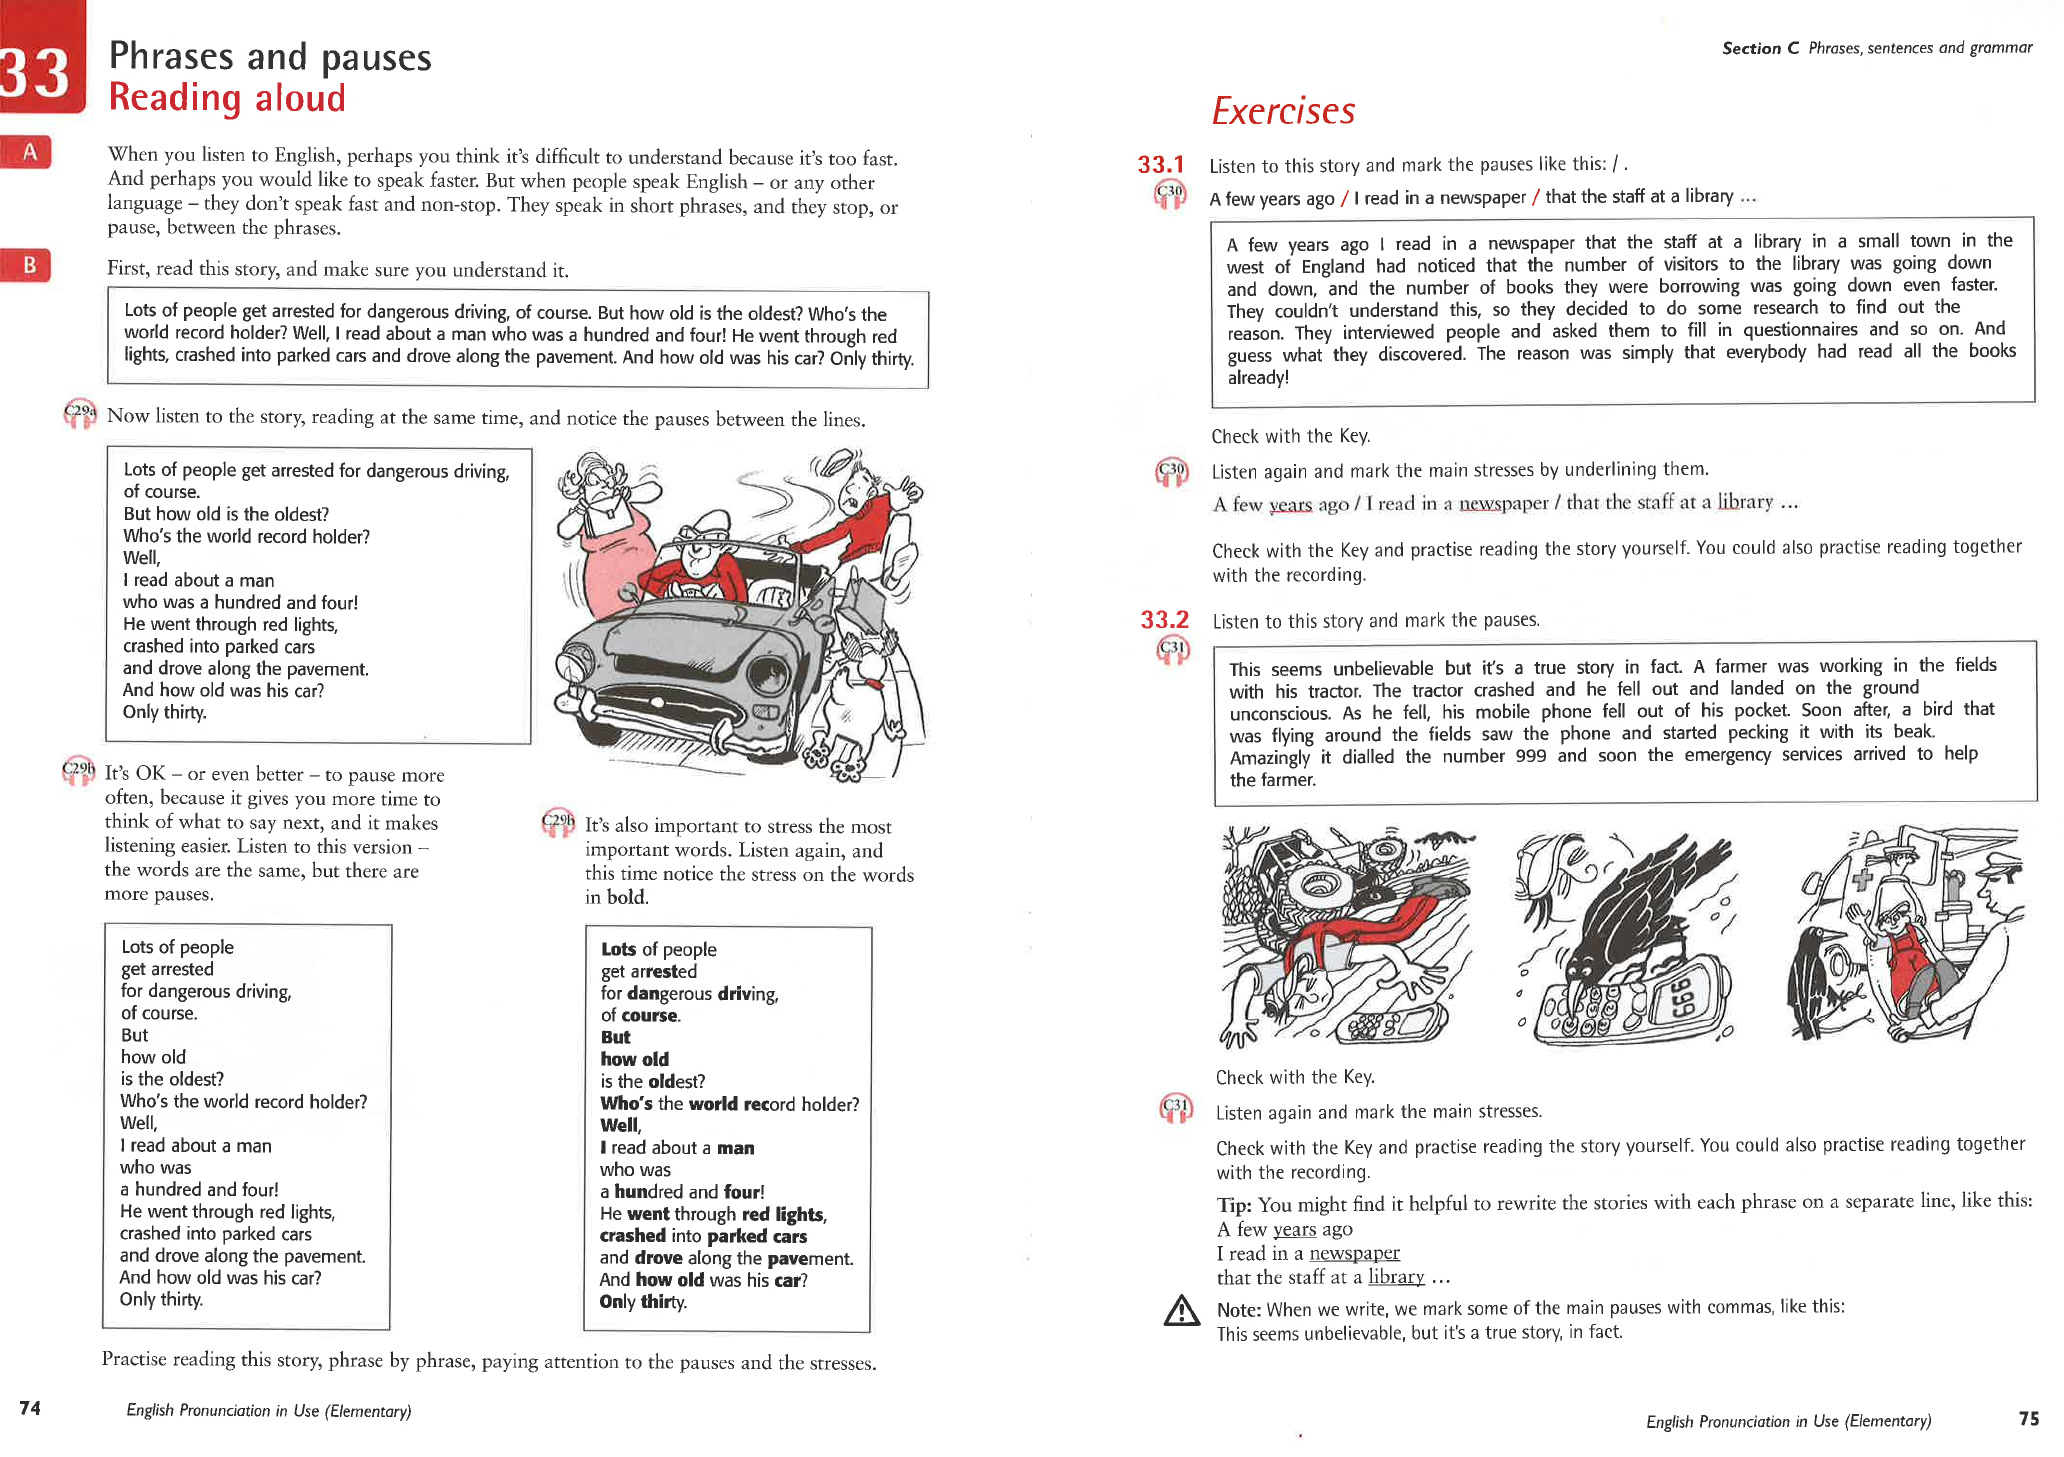 33
Phrases and pauses
Reading aloud
A
When you listen to English, perhaps you think it's difficult to understand because it's too fast.
And perhaps you would like to speak faster. But when people speak English – or any other
language – they don't speak fast and non-stop. They speak in short phrases, and they stop, or
pause, between the phrases.
B
First, read this story, and make sure you understand it.
Lots of people get arrested for dangerous driving, of course. But how old is the oldest? Who's the
world record holder? Well, I read about a man who was a hundred and four! He went through red
lights, crashed into parked cars and drove along the pavement. And how old was his car? Only thirty.
C29a
Now listen to the story, reading at the same time, and notice the pauses between the lines.
Lots of people get arrested for dangerous driving,
of course.
But how old is the oldest?
Who's the world record holder?
Well,
I read about a man
who was a hundred and four!
He went through red lights,
crashed into parked cars
and drove along the pavement.
And how old was his car?
Only thirty.
C29b
It's OK – or even better – to pause more
often, because it gives you more time to
think of what to say next, and it makes
listening easier. Listen to this version –
the words are the same, but there are
more pauses.
Lots of people
get arrested
for dangerous driving,
of course.
But
how old
is the oldest?
Who's the world record holder?
Well,
I read about a man
who was
a hundred and four!
He went through red lights,
crashed into parked cars
and drove along the pavement.
And how old was his car?
Only thirty.
C29b
It's also important to stress the most
important words. Listen again, and
this time notice the stress on the words
in bold.
Lots of people
get arrested
for dangerous driving,
of course.
But
how old
is the oldest?
Who's the world record holder?
Well,
I read about a man
who was
a hundred and four!
He went through red lights,
crashed into parked cars
and drove along the pavement.
And how old was his car?
Only thirty.
Practise reading this story, phrase by phrase, paying attention to the pauses and the stresses.
74
English Pronunciation in Use (Elementary)
Section C Phrases, sentences and grammar
Exercises
33.1
Listen to this story and mark the pauses like this: / .
C30
A few years ago / I read in a newspaper / that the staff at a library ...
A few years ago I read in a newspaper that the staff at a library in a small town in the
west of England had noticed that the number of visitors to the library was going down
and down, and the number of books they were borrowing was going down even faster.
They couldn't understand this, so they decided to do some research to find out the
reason. They interviewed people and asked them to fill in questionnaires and so on. And
guess what they discovered. The reason was simply that everybody had read all the books
already!
Check with the Key.
C30
Listen again and mark the main stresses by underlining them.
A few years ago / I read in a newspaper / that the staff at a library ...
Check with the Key and practise reading the story yourself. You could also practise reading together
with the recording.
33.2
Listen to this story and mark the pauses.
C31
This seems unbelievable but it's a true story in fact. A farmer was working in the fields
with his tractor. The tractor crashed and he fell out and landed on the ground
unconscious. As he fell, his mobile phone fell out of his pocket. Soon after, a bird that
was flying around the fields saw the phone and started pecking it with its beak.
Amazingly it dialled the number 999 and soon the emergency services arrived to help
the farmer.
999
Check with the Key.
C31
Listen again and mark the main stresses.
Check with the Key and practise reading the story yourself. You could also practise reading together
with the recording.
Tip: You might find it helpful to rewrite the stories with each phrase on a separate line, like this:
A few years ago
I read in a newspaper
that the staff at a library ...
Note: When we write, we mark some of the main pauses with commas, like this:
This seems unbelievable, but it's a true story, in fact.
English Pronunciation in Use (Elementary)
75